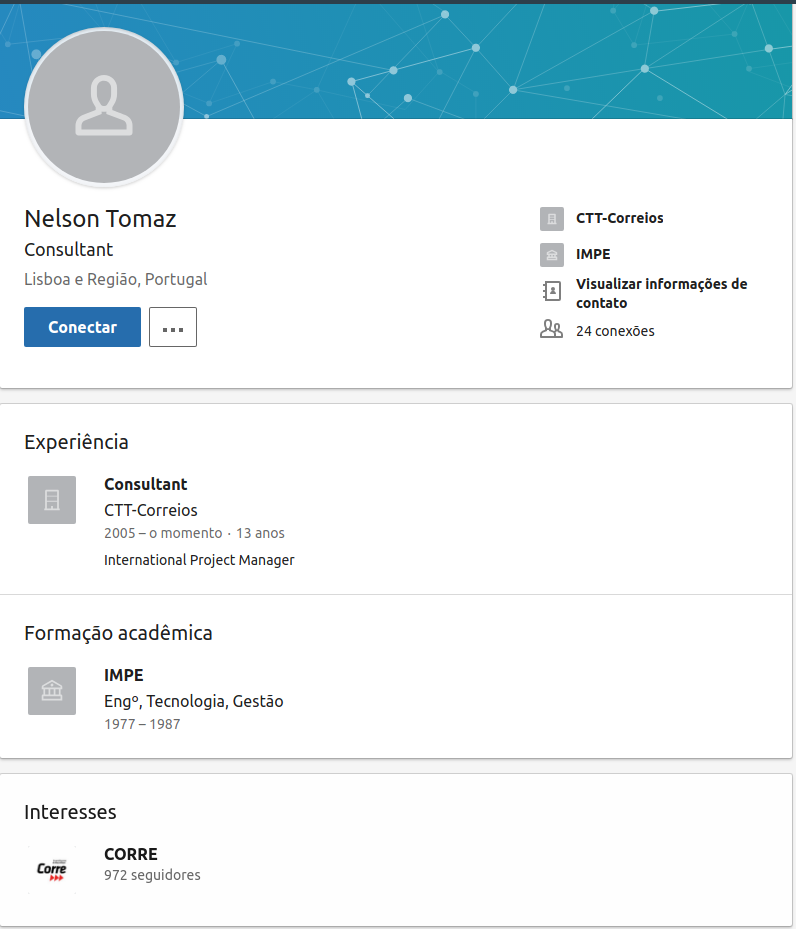 Nelson Tomaz
Consultant
Lisboa e Região, Portugal
Conectar
...
CTT-Correios
IMPE
Visualizar informações de
contato
24 conexões
Experiência
Consultant
CTT-Correios
2005 – o momento · 13 anos
International Project Manager
Formação acadêmica
IMPE
Engº, Tecnologia, Gestão
1977 – 1987
Interesses
Corre
CORRE
972 seguidores